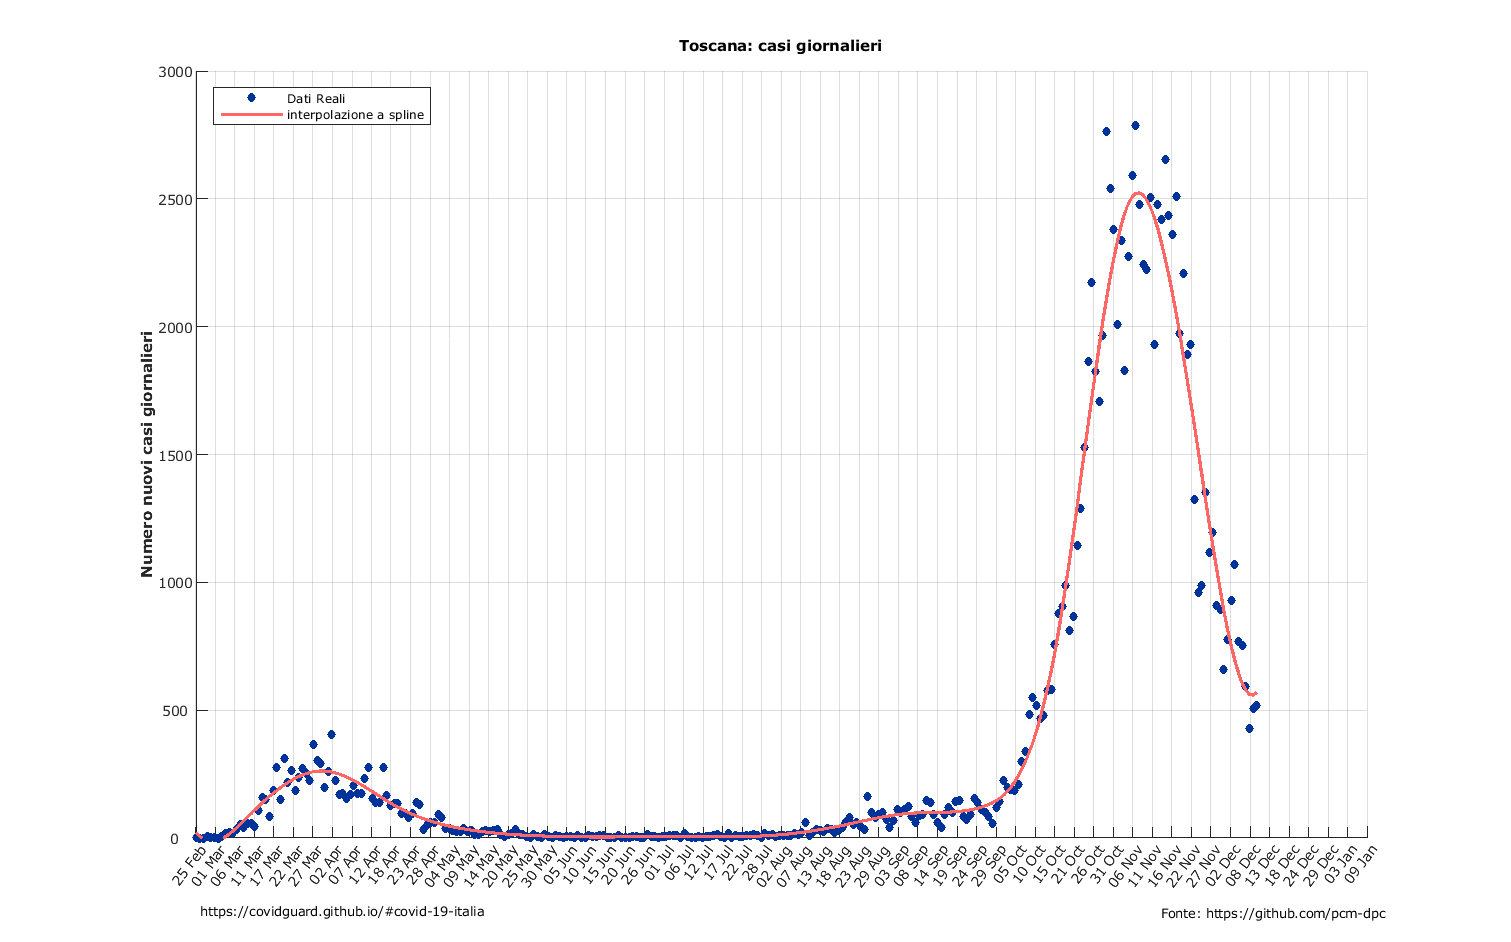 Toscana: casi giornalieri
3000
2500
2000
1500
1000
500
0
Dati Reali
interpolazione a spline
Numero nuovi casi giornalieri
25 Feb
01 Mar
06 Mar
11 Mar
17 Mar
22 Mar
27 Mar
02 Apr
07 Apr
12 Apr
18 Apr
23 Apr
28 Apr
04 May
09 May
14 May
20 May
25 May
30 May
05 Jun
10 Jun
15 Jun
20 Jun
26 Jun
01 Jul
06 Jul
12 Jul
17 Jul
22 Jul
28 Jul
02 Aug
07 Aug
13 Aug
18 Aug
23 Aug
29 Aug
03 Sep
08 Sep
14 Sep
19 Sep
24 Sep
29 Sep
05 Oct
10 Oct
15 Oct
21 Oct
26 Oct
31 Oct
06 Nov
11 Nov
16 Nov
22 Nov
27 Nov
02 Dec
08 Dec
13 Dec
18 Dec
24 Dec
29 Dec
03 Jan
09 Jan
https://covidguard.github.io/#covid-19-italia
Fonte: https://github.com/pcm-dpc